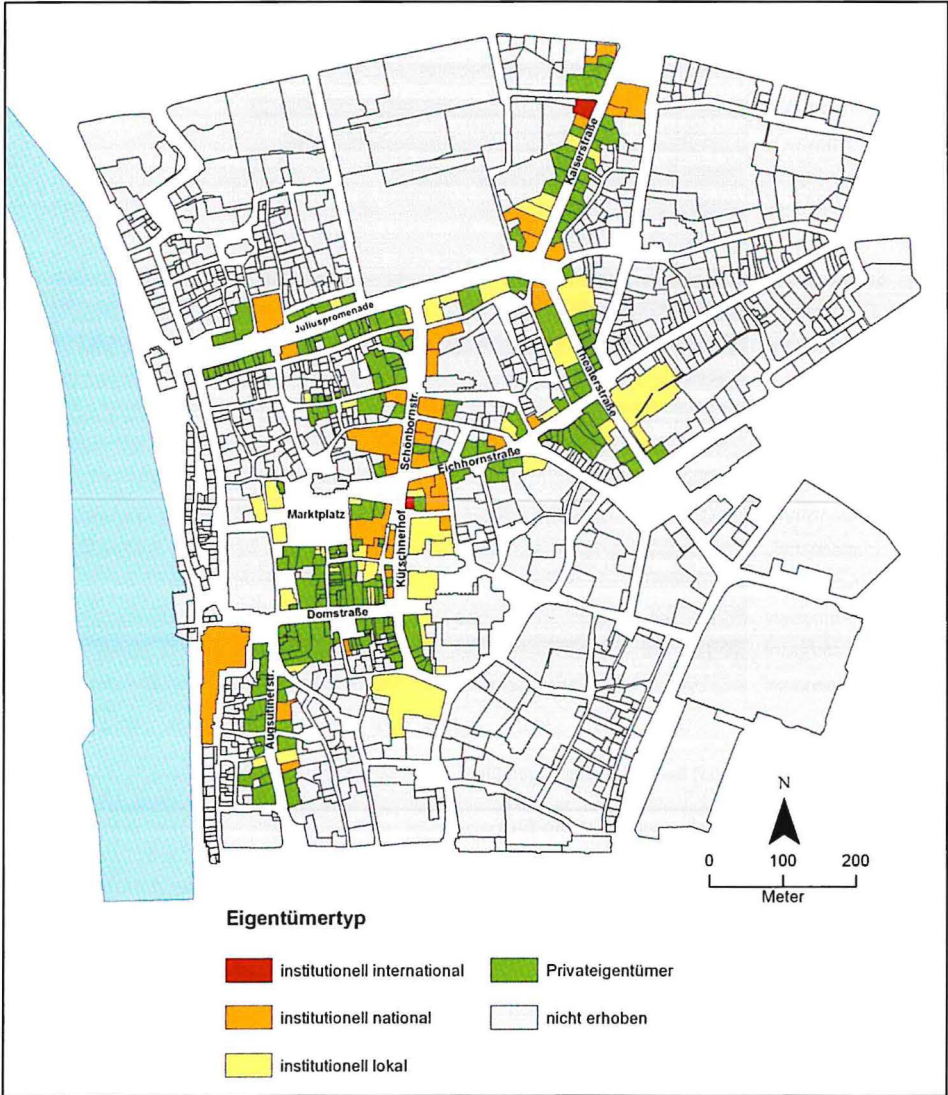 Kaiserstraße
Juliuspromenade
Theaterstraße
Schönbornstr.
Eichhornstraße
Marktplatz
Kürschnerhof
Domstraße
Augsutinerstr.
N
0 100 200
Meter
Eigentümertyp
institutionell international
Privateigentümer
institutionell national
nicht erhoben
institutionell lokal